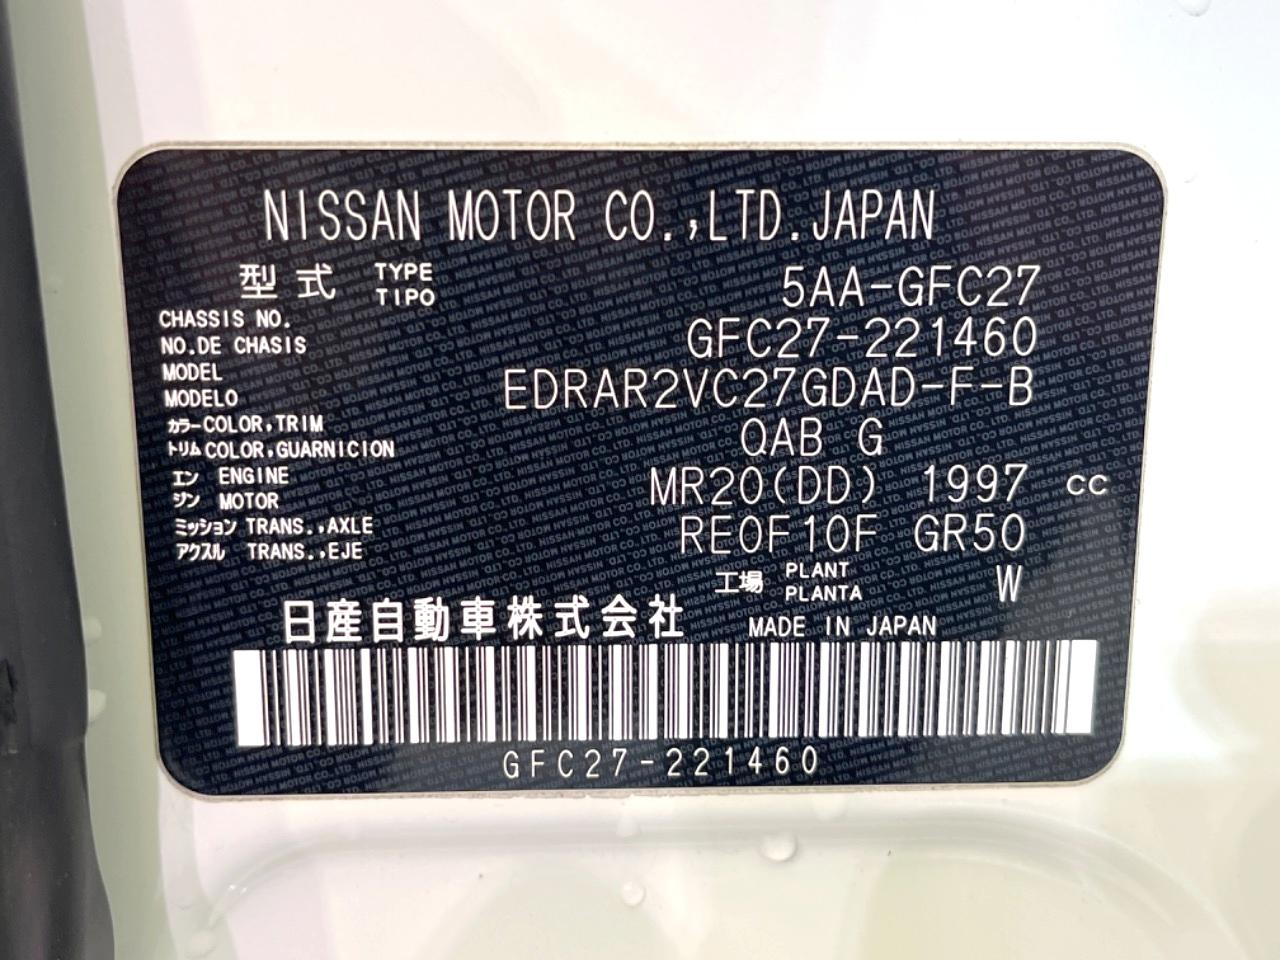 NISSAN MOTOR CO.,LTD.JAPAN
型式 TYPE TIPO 5AA-GFC27
CHASSIS NO.
NO.DE CHASIS GFC27-221460
MODEL
MODELO EDRAR2VC27GDAD-F-B
カラーCOLOR,TRIM
トリムCOLOR,GUARNICION QAB G
エン ENGINE
ジン MOTOR MR20(DD) 1997 CC
ミッション TRANS.,AXLE
アクスル TRANS.,EJE RE0F10F GR50
工場 PLANT PLANTA W
日産自動車株式会社 MADE IN JAPAN
GFC27-221460